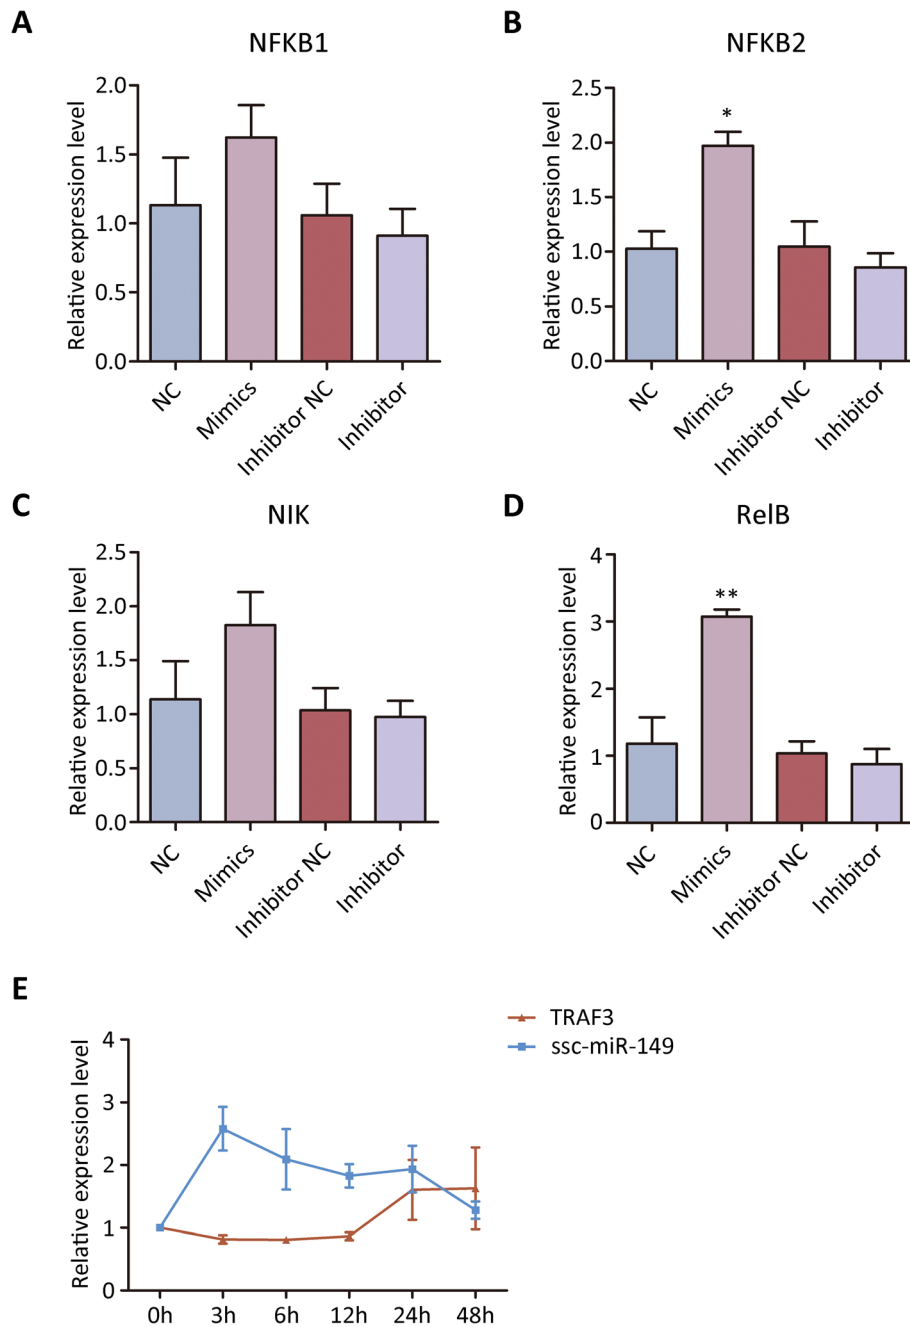 A
NFKB1
Relative expression level
2.0
1.5
1.0
0.5
0.0
NC
Mimics
Inhibitor NC
Inhibitor
B
NFKB2
Relative expression level
2.5
2.0
1.5
1.0
0.5
0.0
*
NC
Mimics
Inhibitor NC
Inhibitor
C
NIK
Relative expression level
2.5
2.0
1.5
1.0
0.5
0.0
NC
Mimics
Inhibitor NC
Inhibitor
D
RelB
Relative expression level
4
3
2
1
0
**
NC
Mimics
Inhibitor NC
Inhibitor
E
Relative expression level
4
3
2
1
0
0h
3h
6h
12h
24h
48h
TRAF3
ssc-miR-149